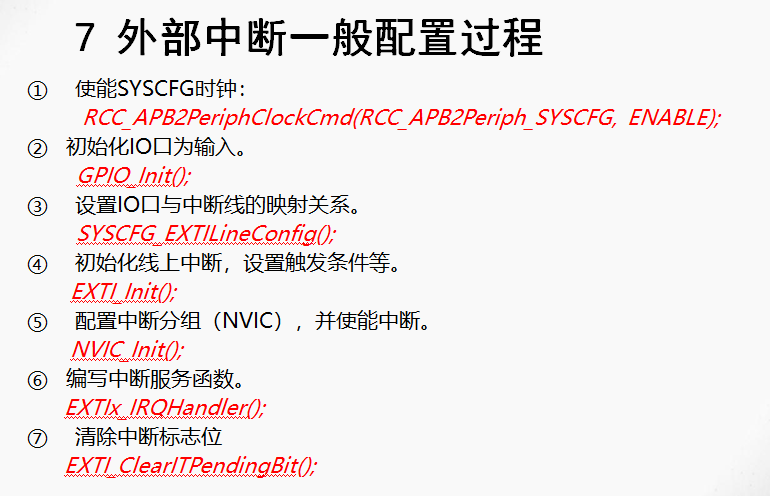 7 外部中断一般配置过程
① 使能SYSCFG时钟：
RCC_APB2PeriphClockCmd(RCC_APB2Periph_SYSCFG, ENABLE);
② 初始化IO口为输入。
GPIO_Init();
③ 设置IO口与中断线的映射关系。
SYSCFG_EXTILineConfig();
④ 初始化线上中断，设置触发条件等。
EXTI_Init();
⑤ 配置中断分组（NVIC），并使能中断。
NVIC_Init();
⑥ 编写中断服务函数。
EXTIx_IRQHandler();
⑦ 清除中断标志位
EXTI_ClearITPendingBit();